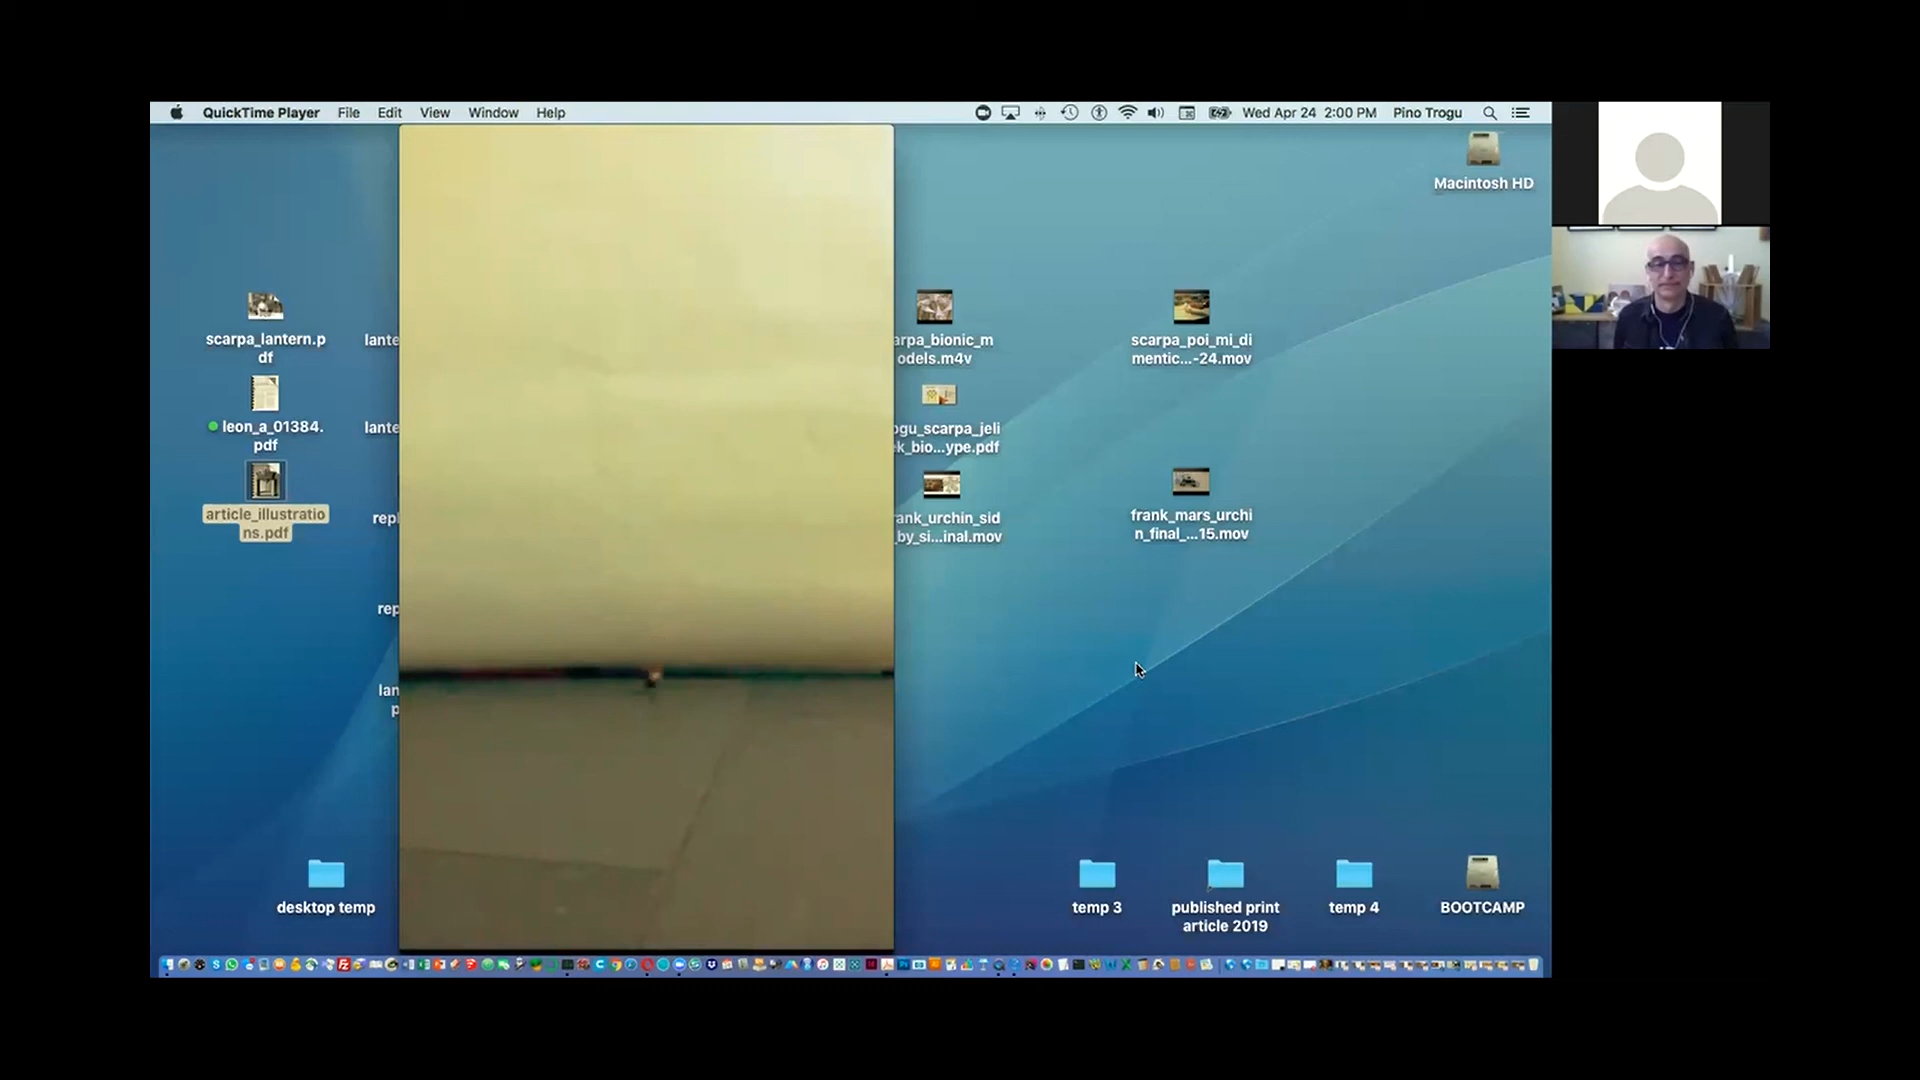 QuickTime Player File Edit View Window Help Wed Apr 24 2:00 PM Pino Trogu
Macintosh HD
scarpa_lantern.p
df
lante
arpa_bionic_m
odels.m4v
scarpa_poi_mi_di
mentic...-24.mov
leon_a_01384.
pdf
lante
ogu_scarpa_jeli
k_bio...ype.pdf
article_illustratio
ns.pdf
repl
ank_urchin_sid
_by_si...inal.mov
frank_mars_urchi
n_final_...15.mov
rep
lan
p
desktop temp
temp 3
published print
article 2019
temp 4
BOOTCAMP